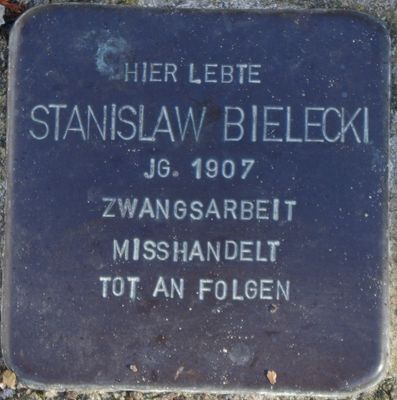 HIER LEBTE
STANISLAW BIELECKI
JG. 1907
ZWANGSARBEIT
MISSHANDELT
TOT AN FOLGEN